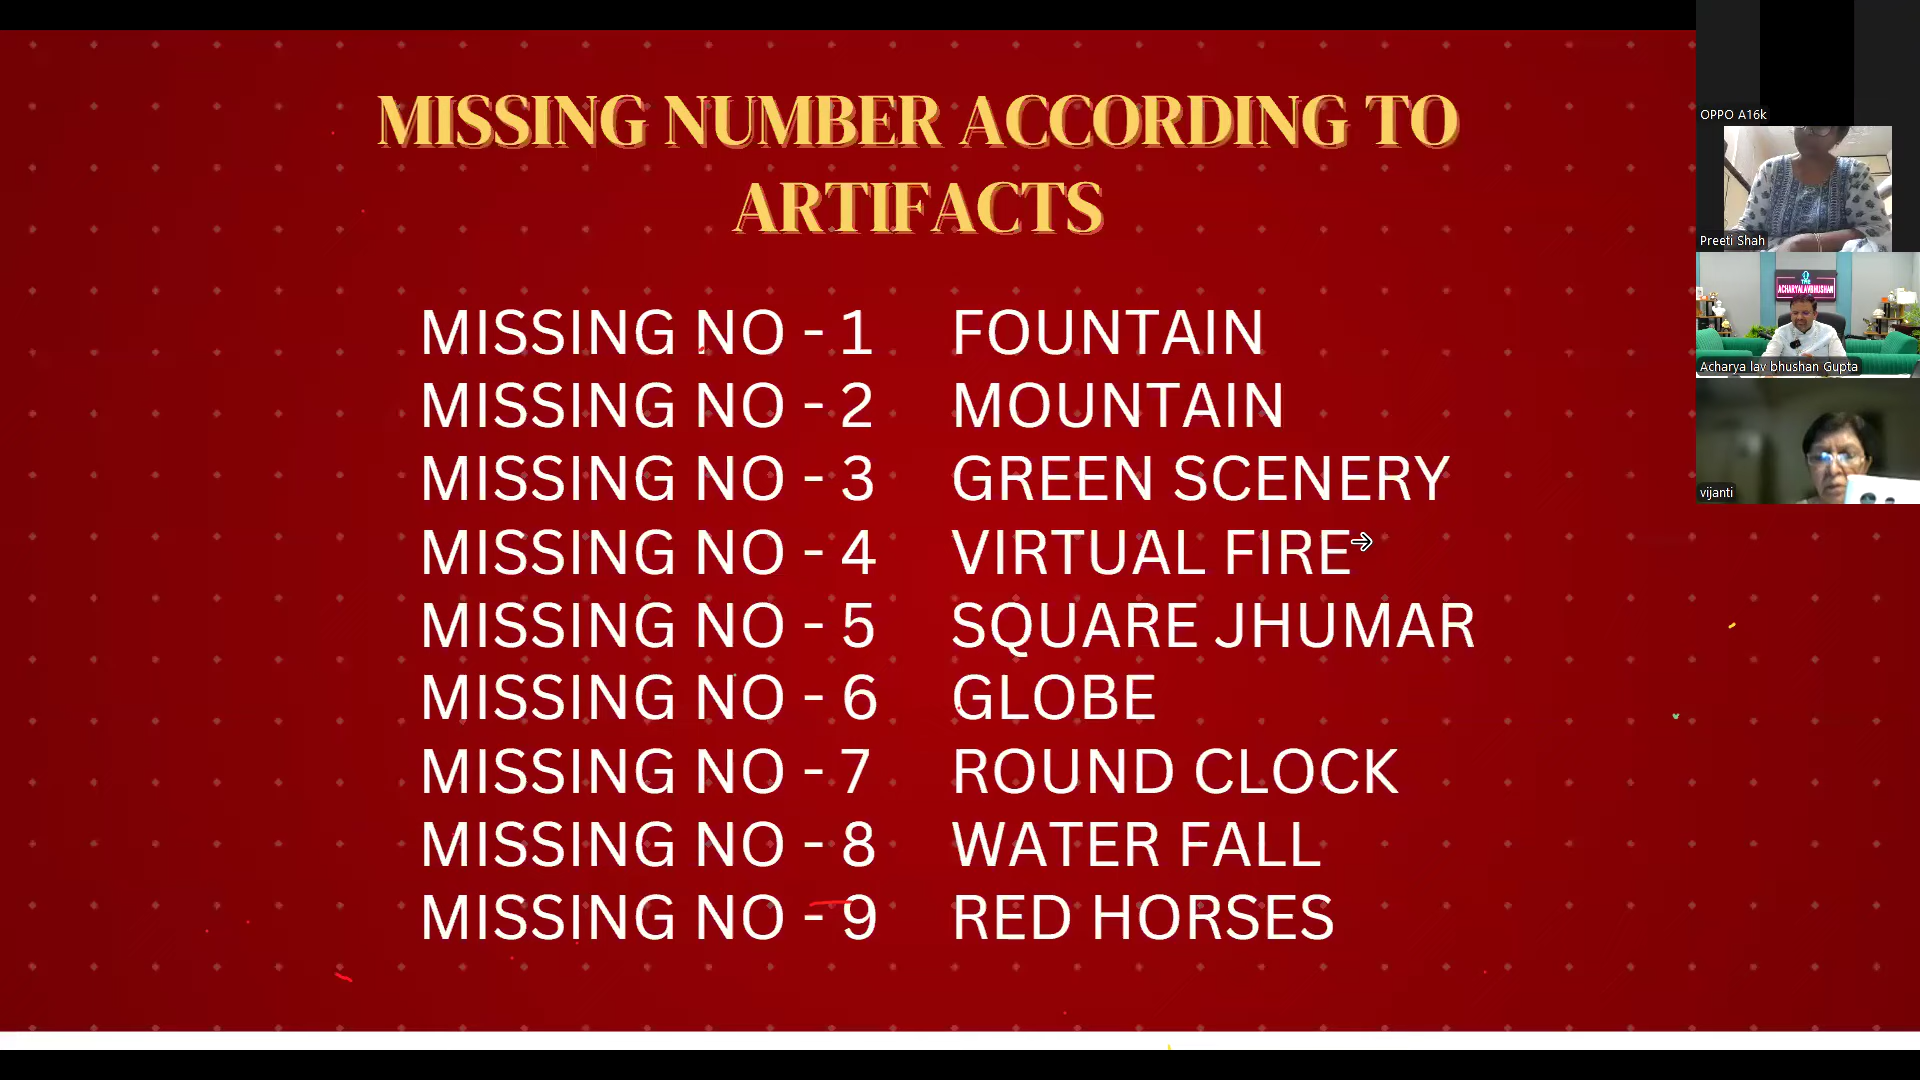 MISSING NUMBER ACCORDING TO
ARTIFACTS
MISSING NO - 1 FOUNTAIN
MISSING NO - 2 MOUNTAIN
MISSING NO - 3 GREEN SCENERY
MISSING NO - 4 VIRTUAL FIRE
MISSING NO - 5 SQUARE JHUMAR
MISSING NO - 6 GLOBE
MISSING NO - 7 ROUND CLOCK
MISSING NO - 8 WATER FALL
MISSING NO - 9 RED HORSES
OPPO A16k
Preeti Shah
THE
ACHARYALAVBHUSHAN
Acharya lav bhushan Gupta
vijanti